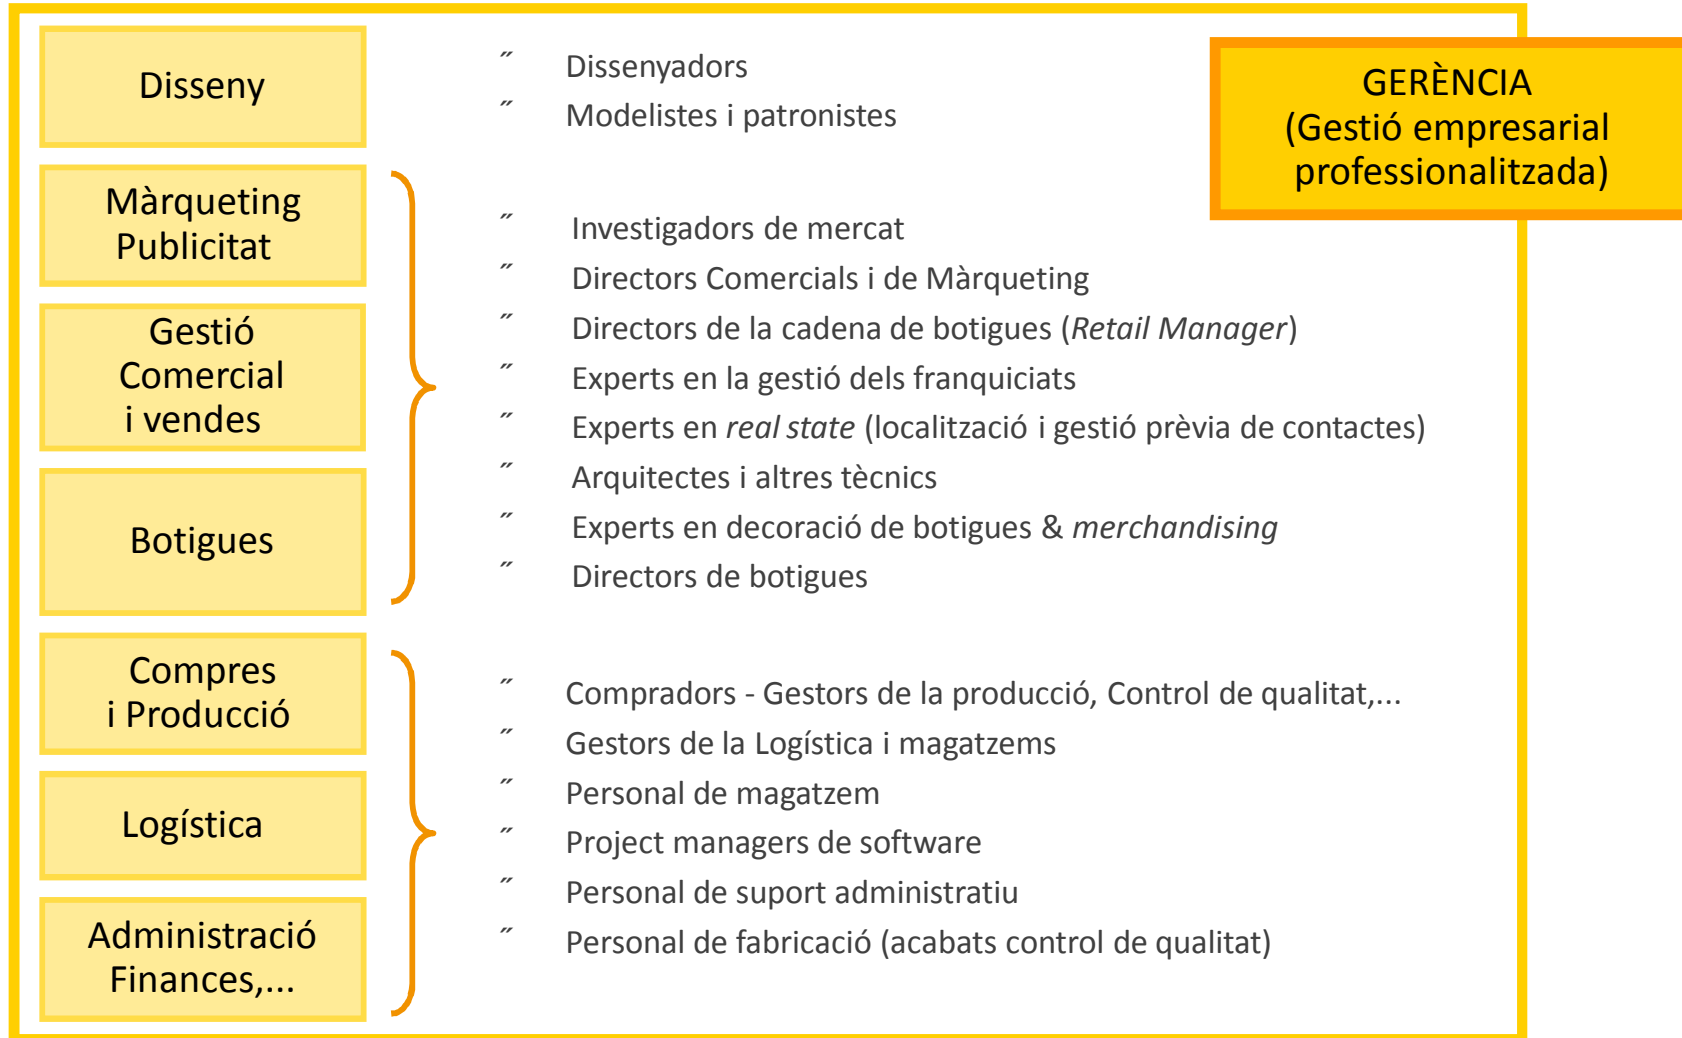 Disseny
˝ Dissenyadors
˝ Modelistes i patronistes
GERÈNCIA
(Gestió empresarial
professionalitzada)
Màrqueting
Publicitat
Gestió
Comercial
i vendes
Botigues
˝ Investigadors de mercat
˝ Directors Comercials i de Màrqueting
˝ Directors de la cadena de botigues (Retail Manager)
˝ Experts en la gestió dels franquiciats
˝ Experts en real state (localització i gestió prèvia de contactes)
˝ Arquitectes i altres tècnics
˝ Experts en decoració de botigues & merchandising
˝ Directors de botigues
Compres
i Producció
Logística
Administració
Finances,...
˝ Compradors - Gestors de la producció, Control de qualitat,...
˝ Gestors de la Logística i magatzems
˝ Personal de magatzem
˝ Project managers de software
˝ Personal de suport administratiu
˝ Personal de fabricació (acabats control de qualitat)